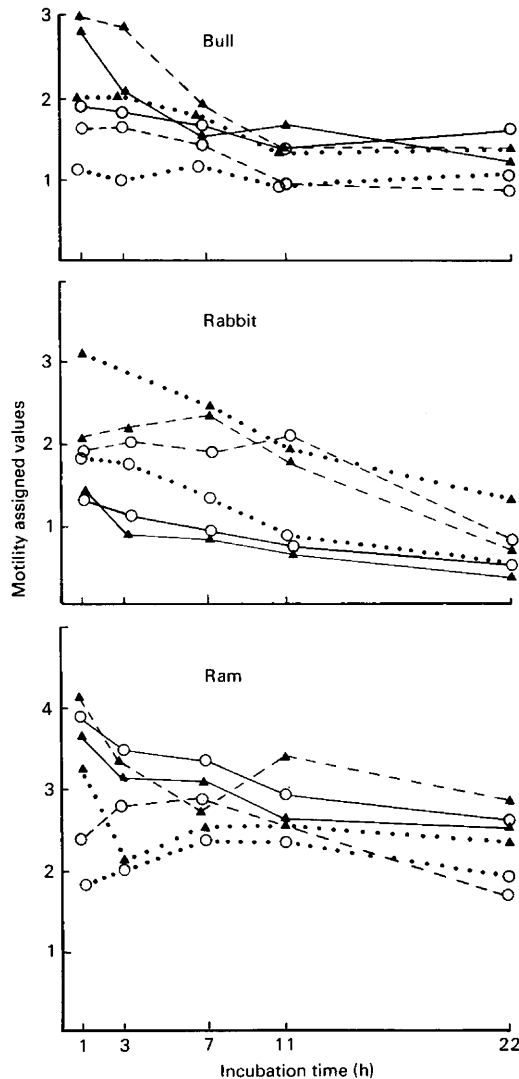 Bull
3
2
1
Rabbit
3
2
1
Motility assigned values
Ram
4
3
2
1
1 3 7 11 22
Incubation time (h)